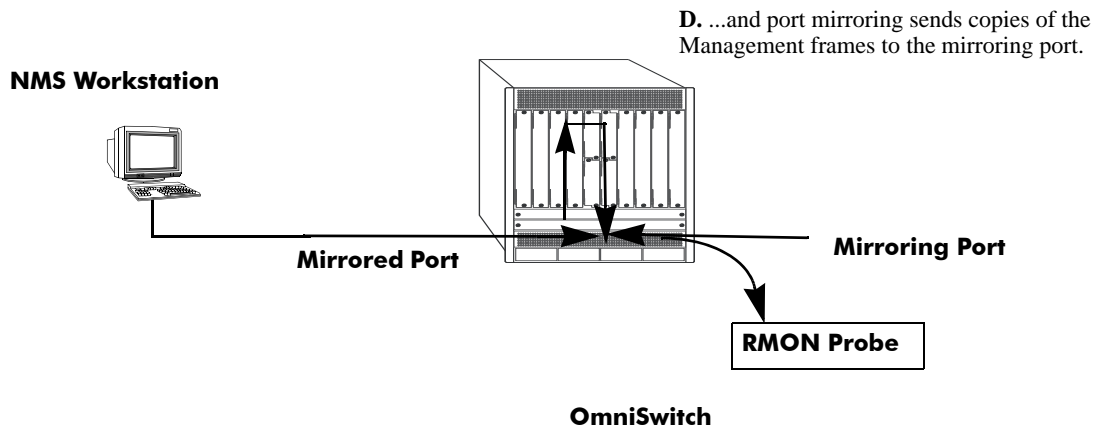 D. ...and port mirroring sends copies of the
Management frames to the mirroring port.
NMS Workstation
Mirrored Port
Mirroring Port
RMON Probe
OmniSwitch